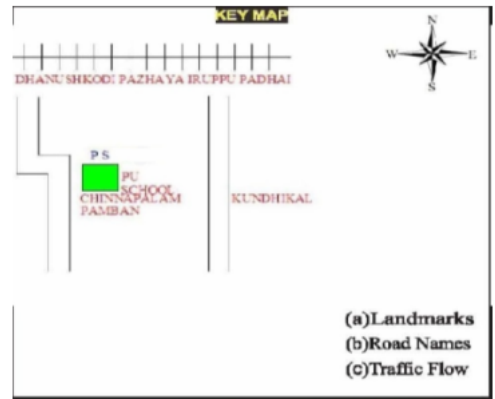 KEY MAP
N
W E
S
DHANUSHKODI PAZHAYA IRUPPU PADHAI
P S
PU
SCHOOL
CHINNAPALAM
PAMBAN
KUNDHIKAL
(a)Landmarks
(b)Road Names
(c)Traffic Flow